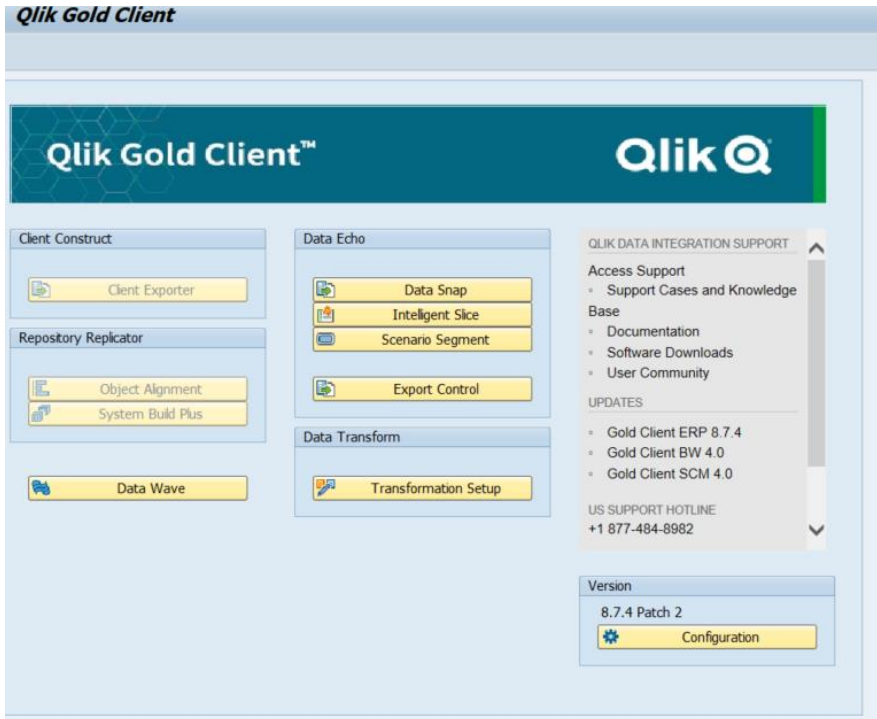 Qlik Gold Client
Qlik Gold Client™
Qlik
Client Construct
Client Exporter
Repository Replicator
Object Alignment
System Build Plus
Data Wave
Data Echo
Data Snap
Intelligent Slice
Scenario Segment
Export Control
Data Transform
Transformation Setup
QLIK DATA INTEGRATION SUPPORT
Access Support
Support Cases and Knowledge
Base
Documentation
Software Downloads
User Community
UPDATES
Gold Client ERP 8.7.4
Gold Client BW 4.0
Gold Client SCM 4.0
US SUPPORT HOTLINE
+1 877-484-8982
Version
8.7.4 Patch 2
Configuration